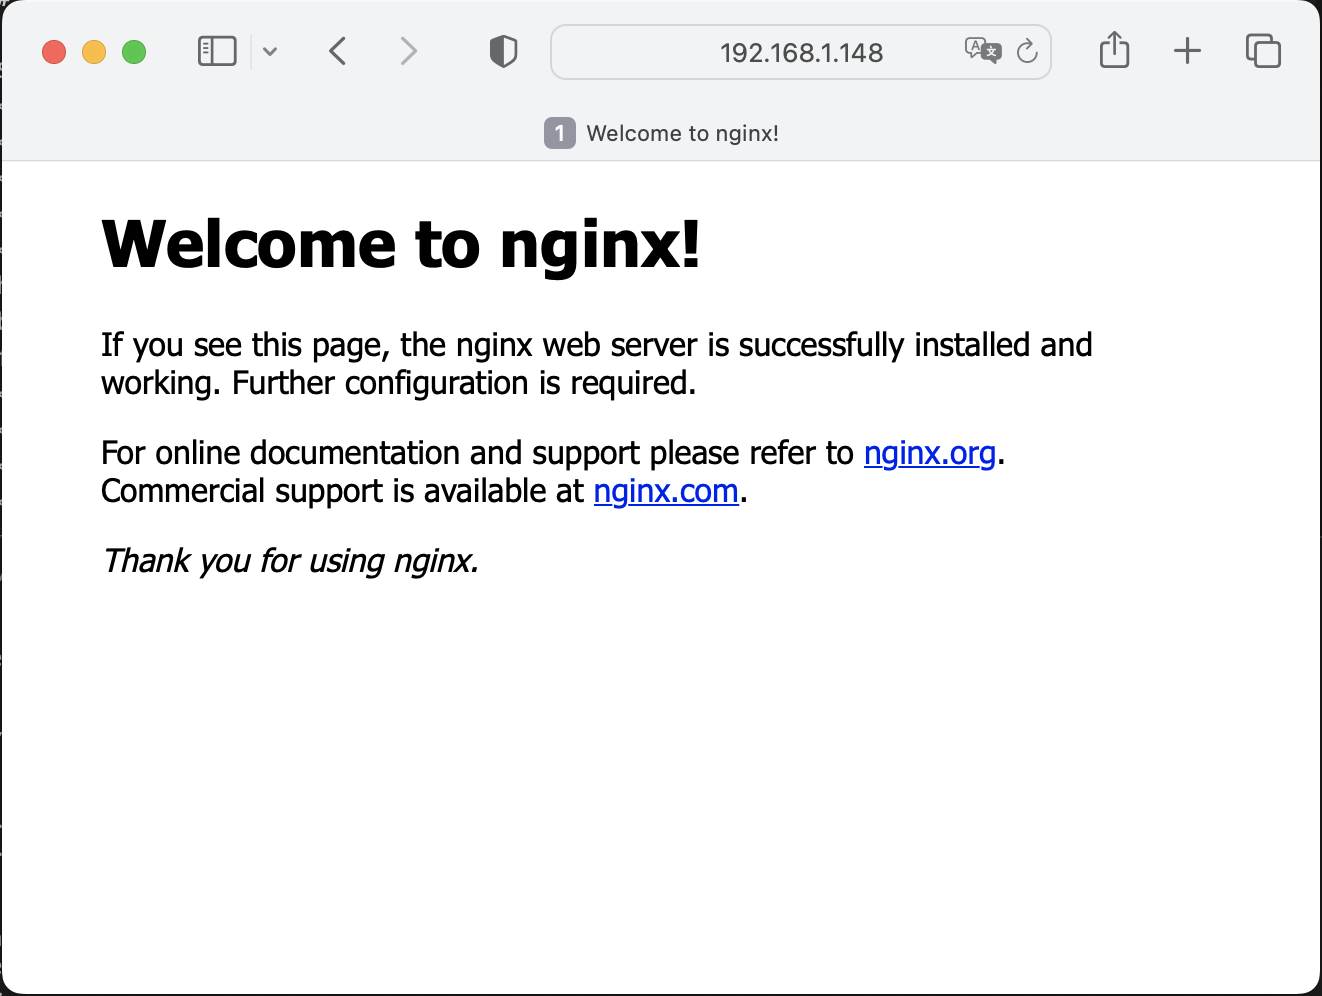 192.168.1.148
1 Welcome to nginx!
Welcome to nginx!
If you see this page, the nginx web server is successfully installed and
working. Further configuration is required.
For online documentation and support please refer to nginx.org.
Commercial support is available at nginx.com.
Thank you for using nginx.